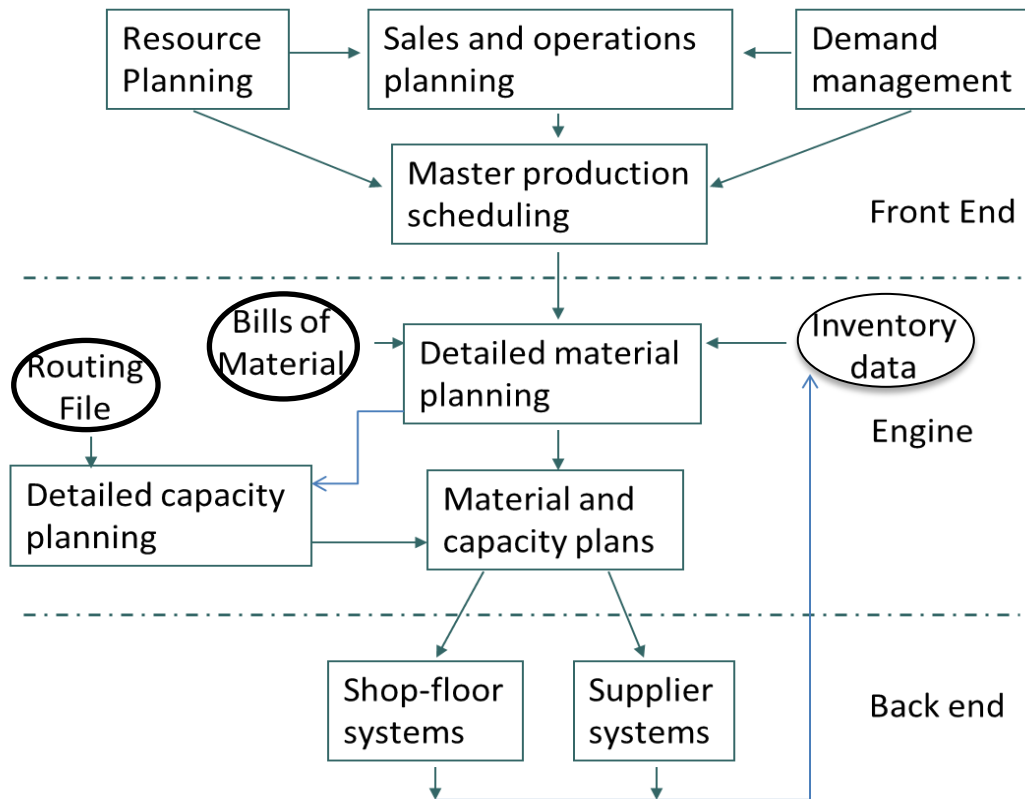 Resource
Planning
Sales and operations
planning
Demand
management
Master production
scheduling
Front End
Bills of
Material
Routing
File
Detailed material
planning
Inventory
data
Engine
Detailed capacity
planning
Material and
capacity plans
Shop-floor
systems
Supplier
systems
Back end